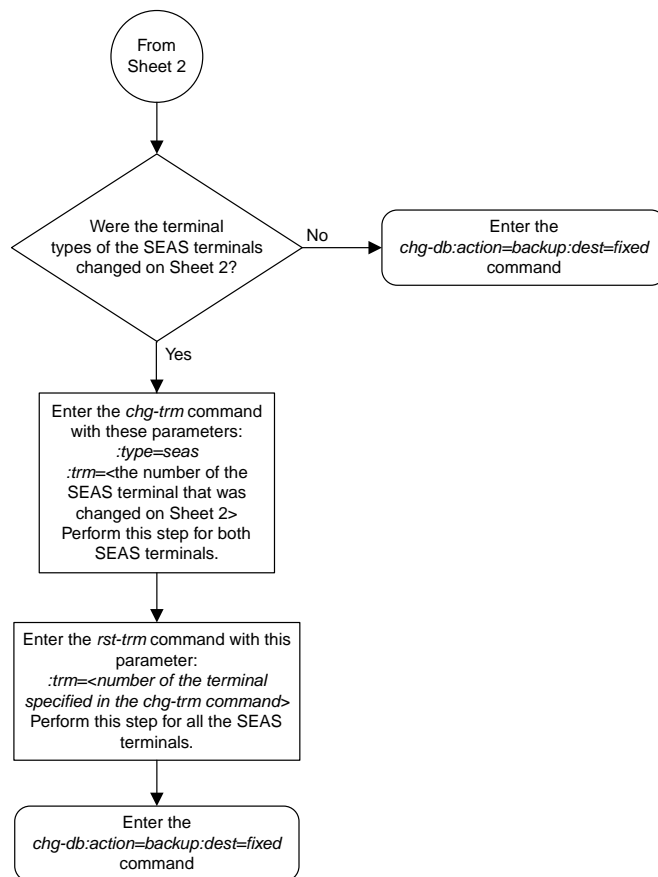 From
Sheet 2
Were the terminal
types of the SEAS terminals
changed on Sheet 2?
No
Enter the
chg-db:action=backup:dest=fixed
command
Yes
Enter the chg-trm command
with these parameters:
:type=seas
:trm=<the number of the
SEAS terminal that was
changed on Sheet 2>
Perform this step for both
SEAS terminals.
Enter the rst-trm command with this
parameter:
:trm=<number of the terminal
specified in the chg-trm command>
Perform this step for all the SEAS
terminals.
Enter the
chg-db:action=backup:dest=fixed
command